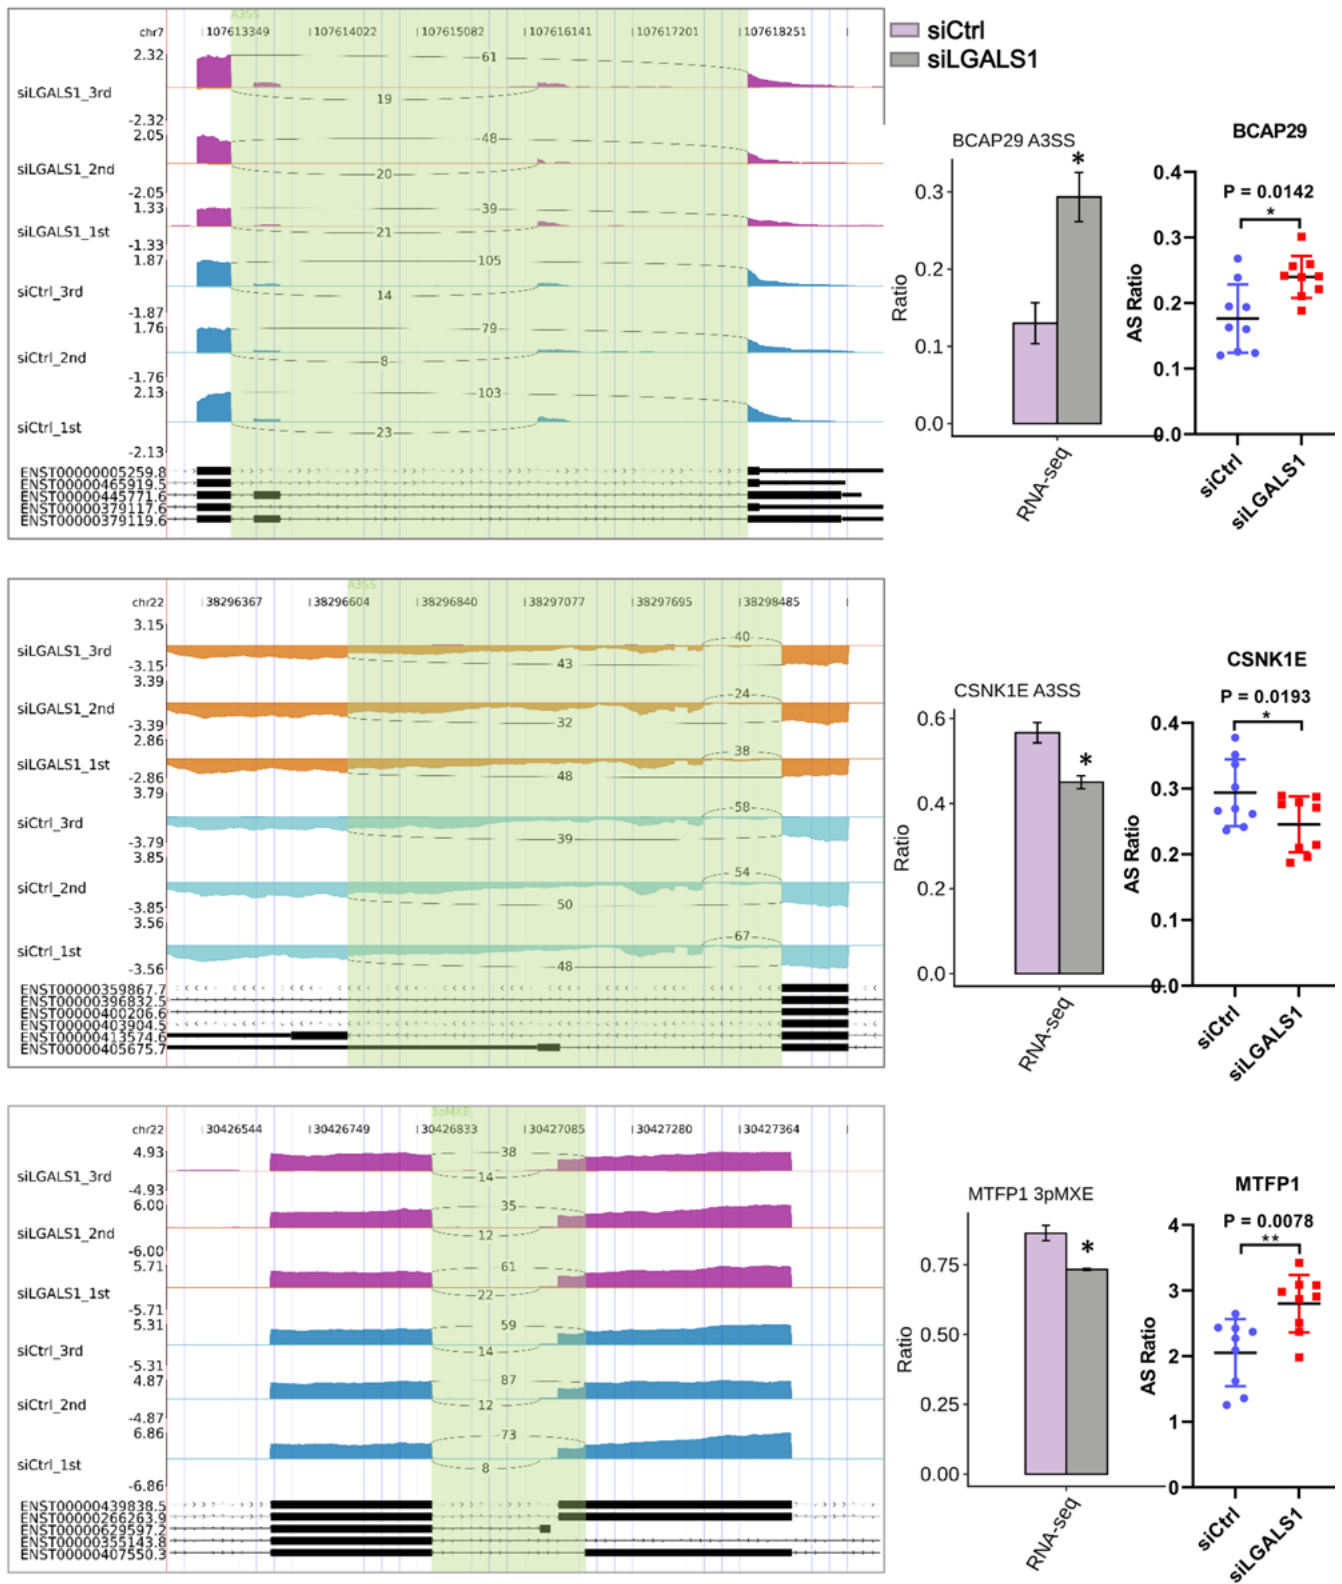 A3SS
chr7 107613349 107614022 107615082 107616141 107617201 107618251
siCtrl
siLGALS1
2.32
siLGALS1_3rd
-2.32
61
19
2.05
siLGALS1_2nd
-2.05
48
20
1.33
siLGALS1_1st
-1.33
39
21
1.87
siCtrl_3rd
-1.87
105
14
1.76
siCtrl_2nd
-1.76
79
8
2.13
siCtrl_1st
-2.13
103
23
ENST00000005259.8
ENST00000465919.5
ENST00000445771.6
ENST00000379117.6
ENST00000379119.6
BCAP29 A3SS
*
Ratio
0.3
0.2
0.1
0.0
RNA-seq
BCAP29
P = 0.0142
*
AS Ratio
0.4
0.3
0.2
0.1
0.0
siCtrl
siLGALS1
A3SS
chr22 38296367 38296604 38296840 38297077 38297695 38298485
3.15
siLGALS1_3rd
-3.15
40
43
3.39
siLGALS1_2nd
-3.39
24
32
2.86
siLGALS1_1st
-2.86
38
48
3.79
siCtrl_3rd
-3.79
58
39
3.85
siCtrl_2nd
-3.85
54
50
3.56
siCtrl_1st
-3.56
67
48
ENST00000359867.7
ENST00000396832.5
ENST00000400206.6
ENST00000403904.5
ENST00000413574.6
ENST00000405675.7
CSNK1E A3SS
*
Ratio
0.6
0.4
0.2
0.0
RNA-seq
CSNK1E
P = 0.0193
*
AS Ratio
0.4
0.3
0.2
0.1
0.0
siCtrl
siLGALS1
3pMXE
chr22 30426544 30426749 30426833 30427085 30427280 30427364
4.93
siLGALS1_3rd
-4.93
38
14
6.00
siLGALS1_2nd
-6.00
35
12
5.71
siLGALS1_1st
-5.71
61
22
5.31
siCtrl_3rd
-5.31
59
14
4.87
siCtrl_2nd
-4.87
87
12
6.86
siCtrl_1st
-6.86
73
8
ENST00000439838.5
ENST00000266263.9
ENST00000629597.2
ENST00000355143.8
ENST00000407550.3
MTFP1 3pMXE
*
Ratio
0.75
0.50
0.25
0.00
RNA-seq
MTFP1
P = 0.0078
**
AS Ratio
4
3
2
1
0
siCtrl
siLGALS1